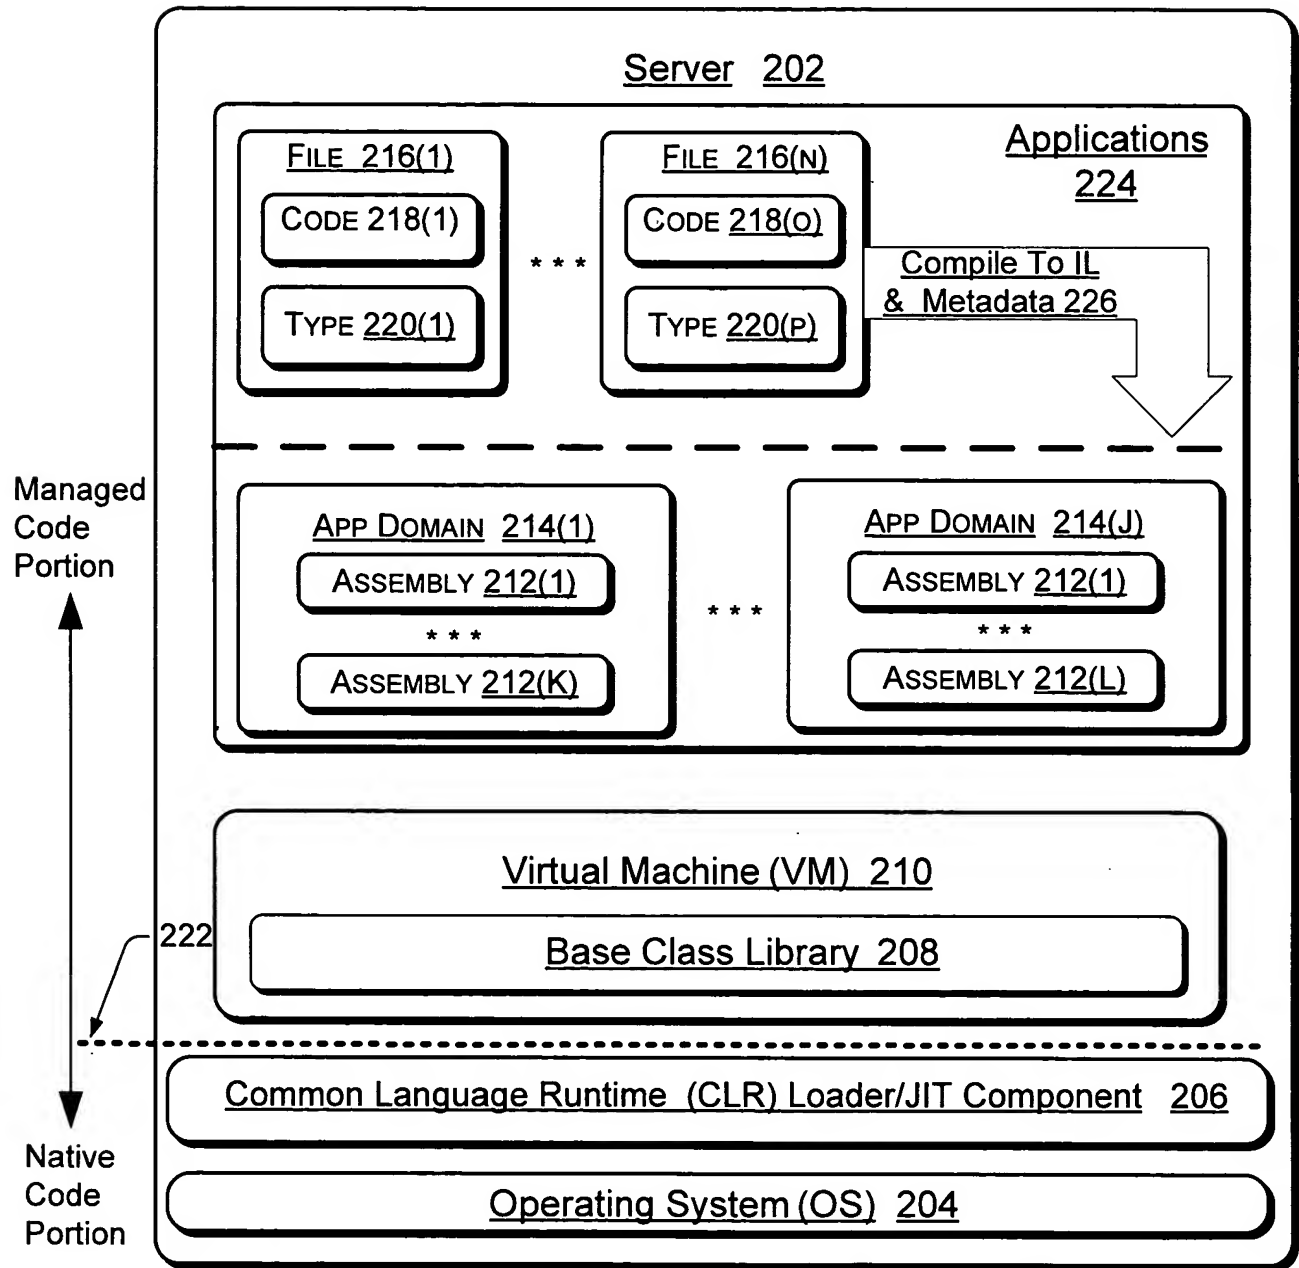 Server 202
Applications
224
FILE 216(1)
CODE 218(1)
TYPE 220(1)
* * *
FILE 216(N)
CODE 218(O)
TYPE 220(P)
Compile To IL
& Metadata 226
Managed
Code
Portion
APP DOMAIN 214(1)
ASSEMBLY 212(1)
* * *
ASSEMBLY 212(K)
* * *
APP DOMAIN 214(J)
ASSEMBLY 212(1)
* * *
ASSEMBLY 212(L)
Virtual Machine (VM) 210
222
Base Class Library 208
Common Language Runtime (CLR) Loader/JIT Component 206
Native
Code
Portion
Operating System (OS) 204